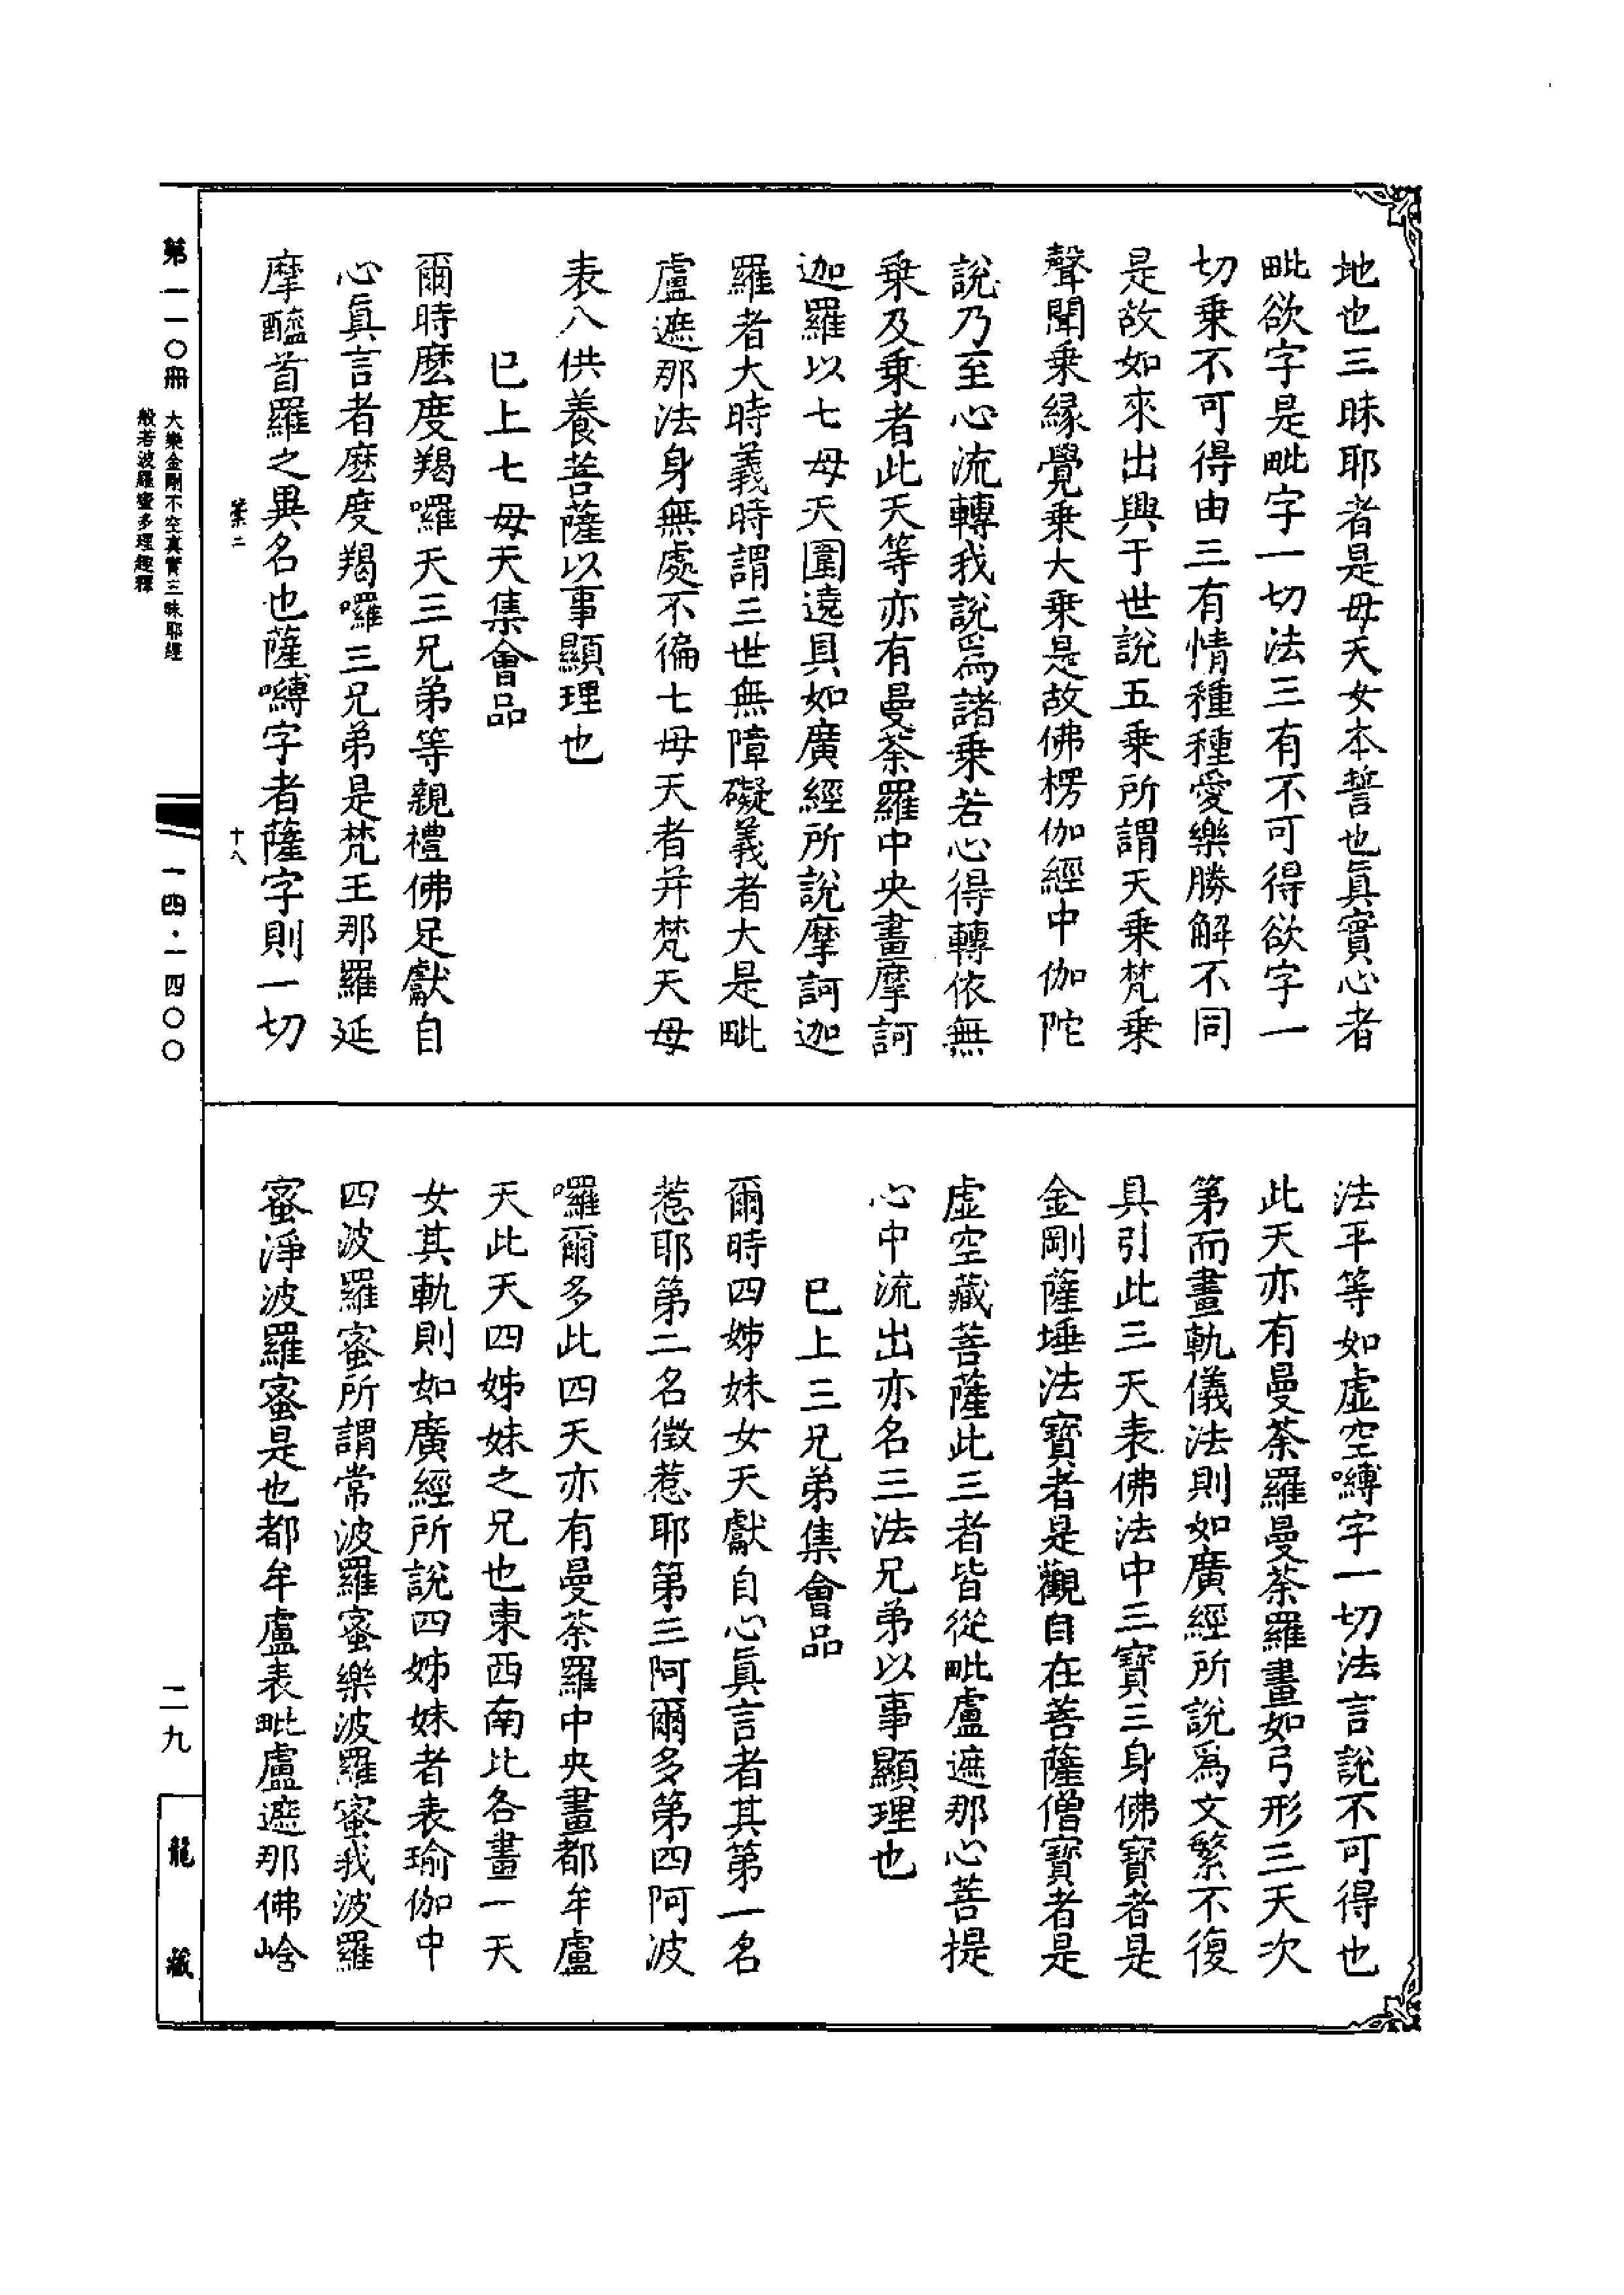 地也三昧耶者是母天女本誓也眞實心者
毗欲字是毗字一切法三有不可得欲字一
切乘不可得由三有情種種愛樂勝解不同
是故如來出興于世說五乘所謂天乘梵乘
聲聞乘緣覺乘大乘是故佛楞伽經中伽陀
說乃至心流轉我說爲諸乘若心得轉依無
乘及乘者此天等亦有曼荼羅中央畫摩訶
迦羅以七母天圍遶具如廣經所說摩訶迦
羅者大時義時謂三世無障礙義者大是毗
盧遮那法身無處不徧七母天者幷梵天母
表八供養菩薩以事顯理也
已上七母天集會品
爾時麽度羯囉天三兄弟等親禮佛足獻自
心眞言者麽度羯囉三兄弟是梵王那羅延
摩醯首羅之異名也薩嚩字者薩字則一切
法平等如虛空嚩字一切法言說不可得也
此天亦有曼荼羅曼荼羅畫如弓形三天次
第而畫軌儀法則如廣經所說爲文繁不復
具引此三天表佛法中三寶三身佛寶者是
金剛薩埵法寶者是觀自在菩薩僧寶者是
虛空藏菩薩此三者皆從毗盧遮那心菩提
心中流出亦名三法兄弟以事顯理也
已上三兄弟集會品
爾時四姊妹女天獻自心眞言者其第一名
惹耶第二名徵惹耶第三阿爾多第四阿波
囉爾多此四天亦有曼荼羅中央畫都牟盧
天此天四姊妹之兄也東西南北各畫一天
女其軌則如廣經所說四姊妹者表瑜伽中
四波羅蜜所謂常波羅蜜樂波羅蜜我波羅
蜜淨波羅蜜是也都牟盧表毗盧遮那佛唅
業二
十八
第一一〇冊
大樂金剛不空真實三昧耶經
般若波羅蜜多理趣釋
一四·一四〇〇
二九
龍藏